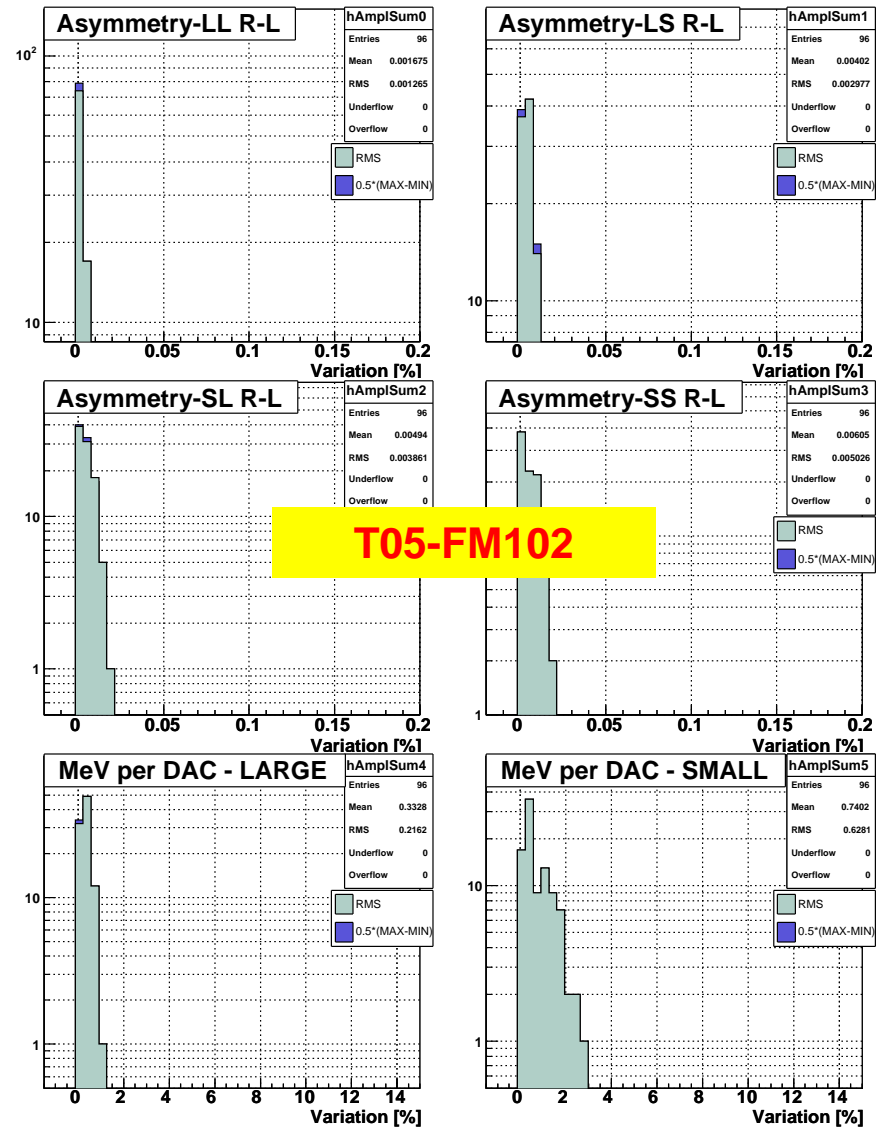 Asymmetry-LL R-L
hAmplSum0
Entries 96
Mean 0.001675
RMS 0.001265
Underflow 0
Overflow 0
RMS
0.5*(MAX-MIN)
10²
10
0 0.05 0.1 0.15 0.2
Variation [%]
Asymmetry-LS R-L
hAmplSum1
Entries 96
Mean 0.00402
RMS 0.002977
Underflow 0
Overflow 0
RMS
0.5*(MAX-MIN)
10
0 0.05 0.1 0.15 0.2
Variation [%]
Asymmetry-SL R-L
hAmplSum2
Entries 96
Mean 0.00494
RMS 0.003861
Underflow 0
Overflow 0
10
1
0 0.05 0.1 0.15 0.2
Variation [%]
Asymmetry-SS R-L
hAmplSum3
Entries 96
Mean 0.00605
RMS 0.005026
Underflow 0
Overflow 0
RMS
0.5*(MAX-MIN)
1
0 0.05 0.1 0.15 0.2
Variation [%]
T05-FM102
MeV per DAC - LARGE
hAmplSum4
Entries 96
Mean 0.3328
RMS 0.2162
Underflow 0
Overflow 0
RMS
0.5*(MAX-MIN)
10
1
0 2 4 6 8 10 12 14
Variation [%]
MeV per DAC - SMALL
hAmplSum5
Entries 96
Mean 0.7402
RMS 0.6281
Underflow 0
Overflow 0
RMS
0.5*(MAX-MIN)
10
1
0 2 4 6 8 10 12 14
Variation [%]